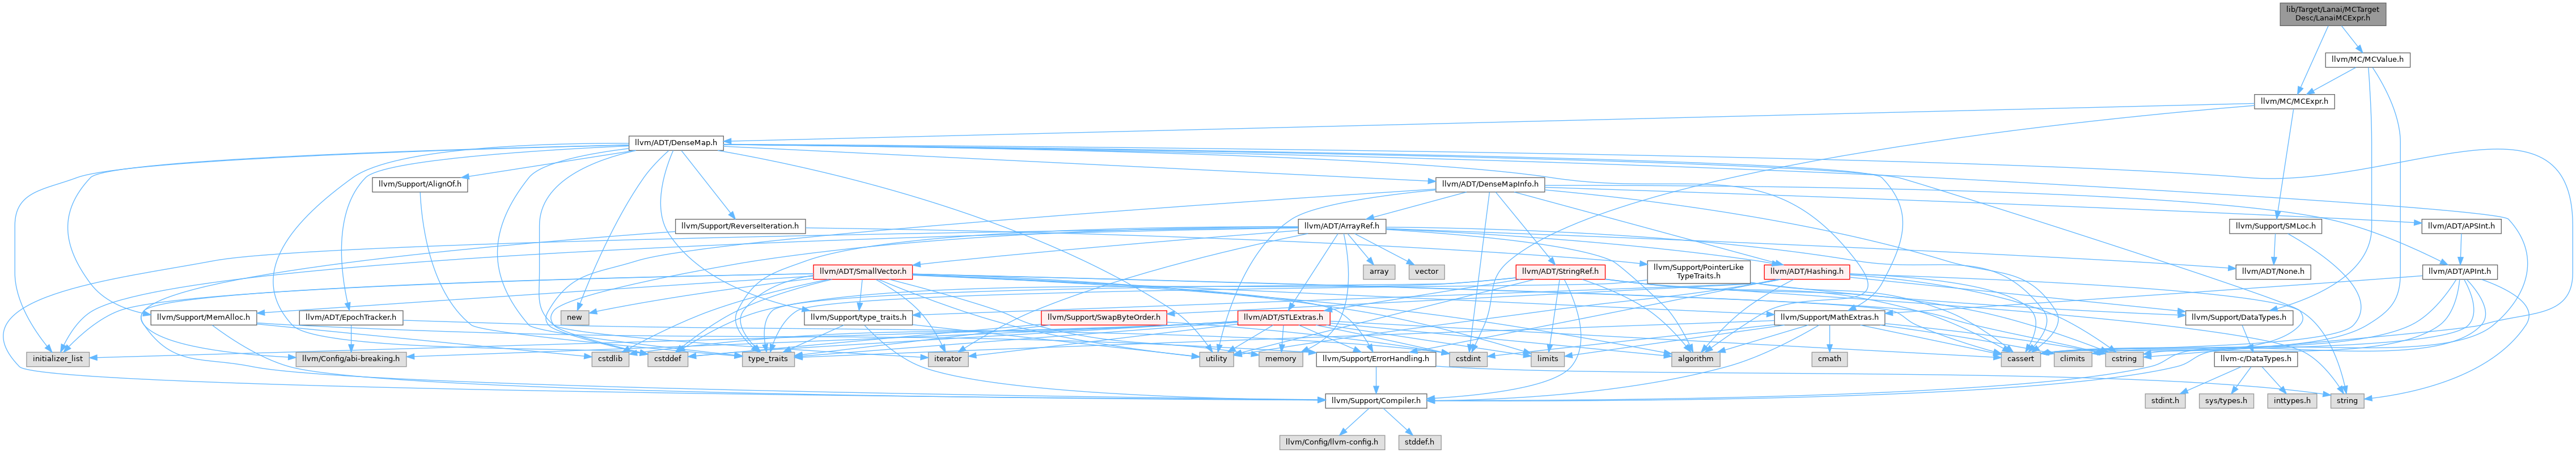 lib/Target/Lanai/MCTarget
Desc/LanaiMCExpr.h
llvm/MC/MCValue.h
llvm/MC/MCExpr.h
llvm/ADT/DenseMap.h
llvm/Support/AlignOf.h
llvm/ADT/DenseMapInfo.h
llvm/Support/ReverseIteration.h
llvm/ADT/ArrayRef.h
llvm/Support/SMLoc.h
llvm/ADT/APSInt.h
llvm/ADT/SmallVector.h
llvm/Support/PointerLike
TypeTraits.h
array
vector
llvm/ADT/StringRef.h
llvm/ADT/Hashing.h
llvm/ADT/None.h
llvm/ADT/APInt.h
llvm/Support/MemAlloc.h
llvm/ADT/EpochTracker.h
new
llvm/Support/type_traits.h
llvm/Support/SwapByteOrder.h
llvm/ADT/STLExtras.h
llvm/Support/MathExtras.h
llvm/Support/DataTypes.h
initializer_list
llvm/Config/abi-breaking.h
cstdlib
cstddef
type_traits
iterator
utility
memory
llvm/Support/ErrorHandling.h
cstdint
limits
algorithm
cmath
cassert
climits
cstring
llvm-c/DataTypes.h
llvm/Support/Compiler.h
stdint.h
sys/types.h
inttypes.h
string
llvm/Config/llvm-config.h
stddef.h